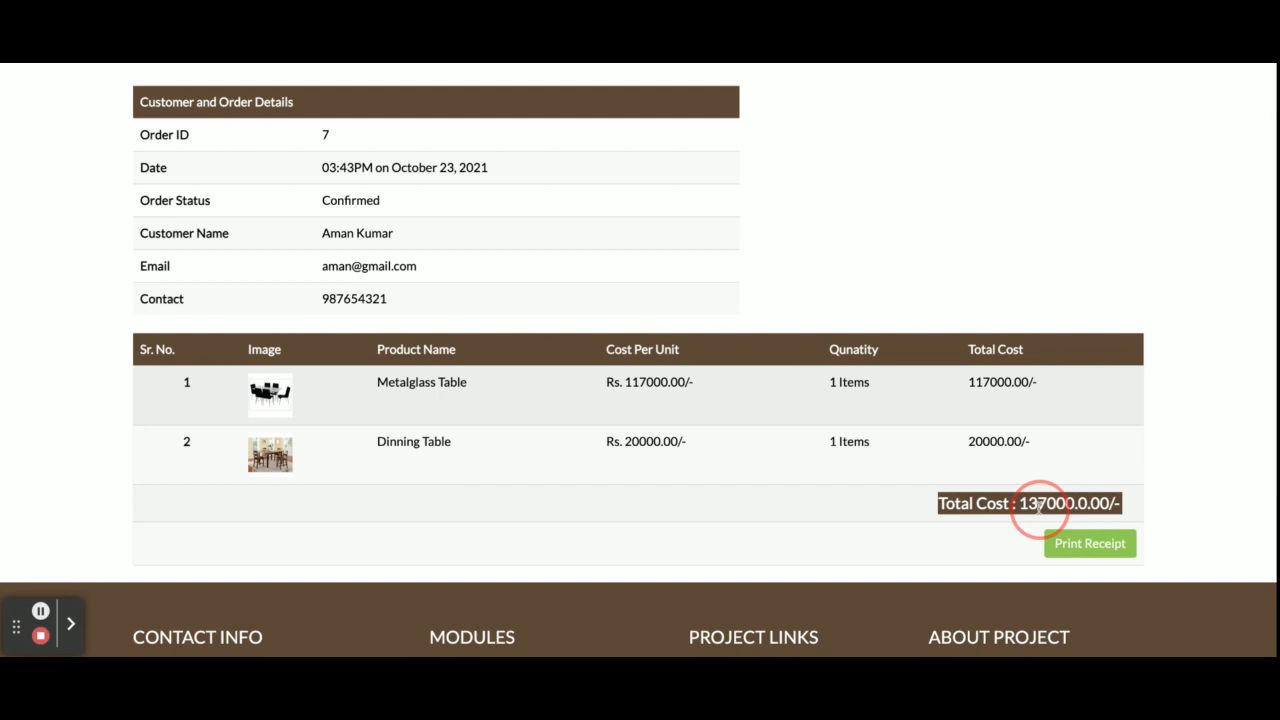 Customer and Order Details
Order ID 7
Date 03:43PM on October 23, 2021
Order Status Confirmed
Customer Name Aman Kumar
Email aman@gmail.com
Contact 987654321
Sr. No. Image Product Name Cost Per Unit Qunatity Total Cost
1 Metalglass Table Rs. 117000.00/- 1 Items 117000.00/-
2 Dinning Table Rs. 20000.00/- 1 Items 20000.00/-
Total Cost : 137000.0.00/-
Print Receipt
CONTACT INFO MODULES PROJECT LINKS ABOUT PROJECT